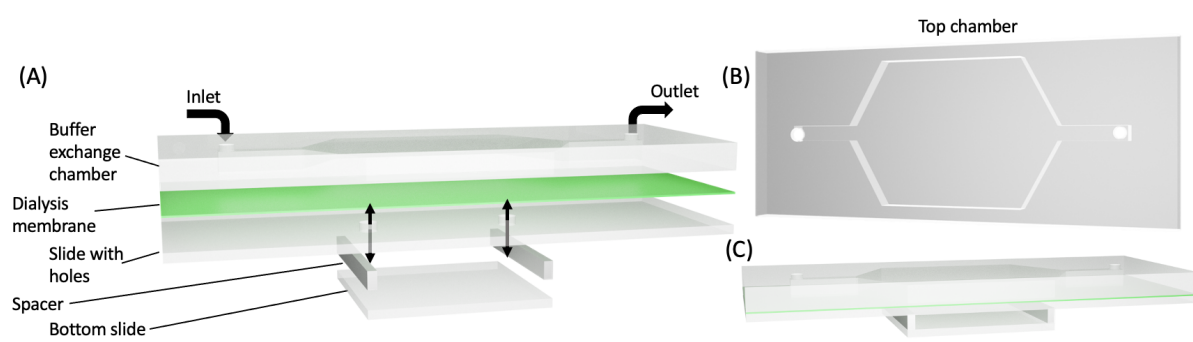 (A)
Inlet
Outlet
Buffer
exchange
chamber
Dialysis
membrane
Slide with
holes
Spacer
Bottom slide
Top chamber
(B)
(C)